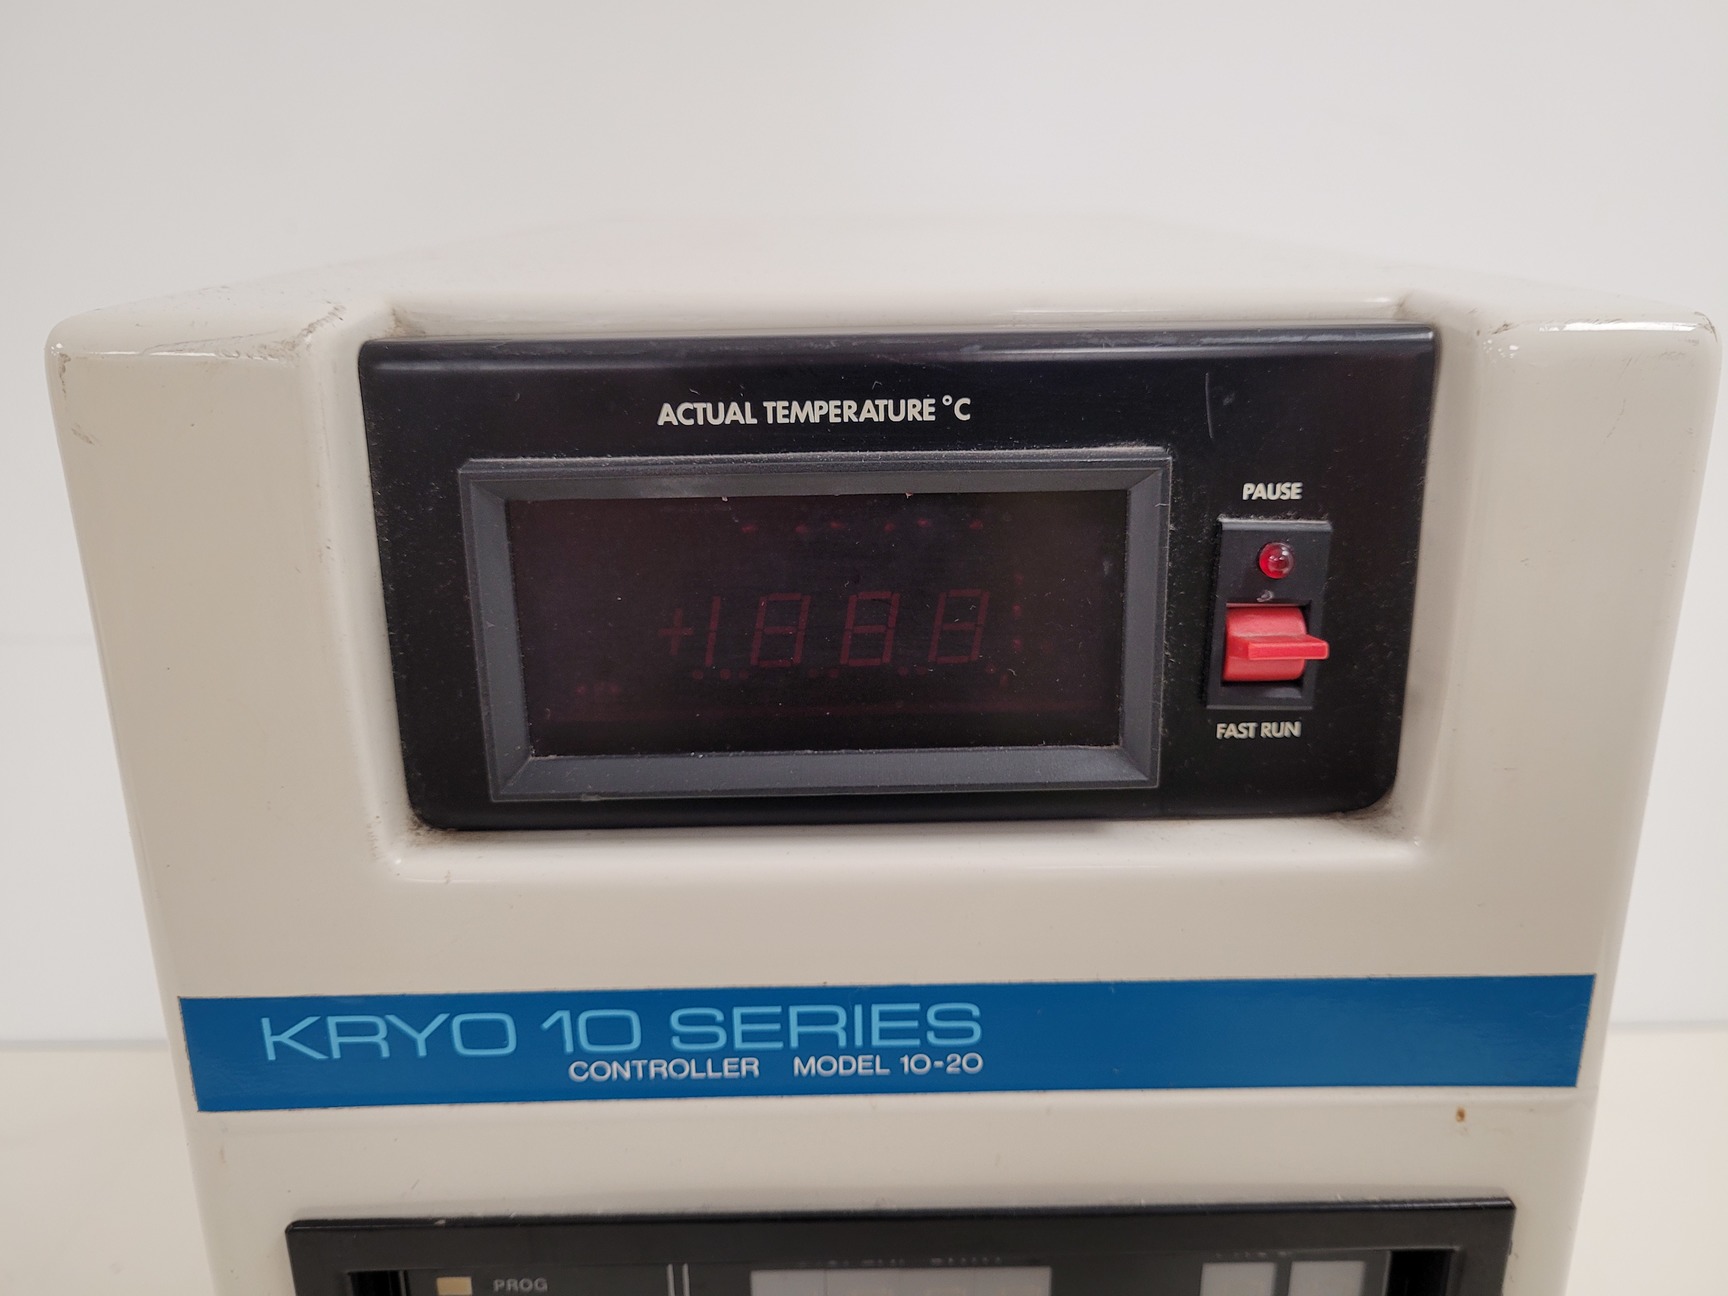 ACTUAL TEMPERATURE °C
PAUSE
+1888
FAST RUN
KRYO 10 SERIES
CONTROLLER MODEL 10-20
PROG